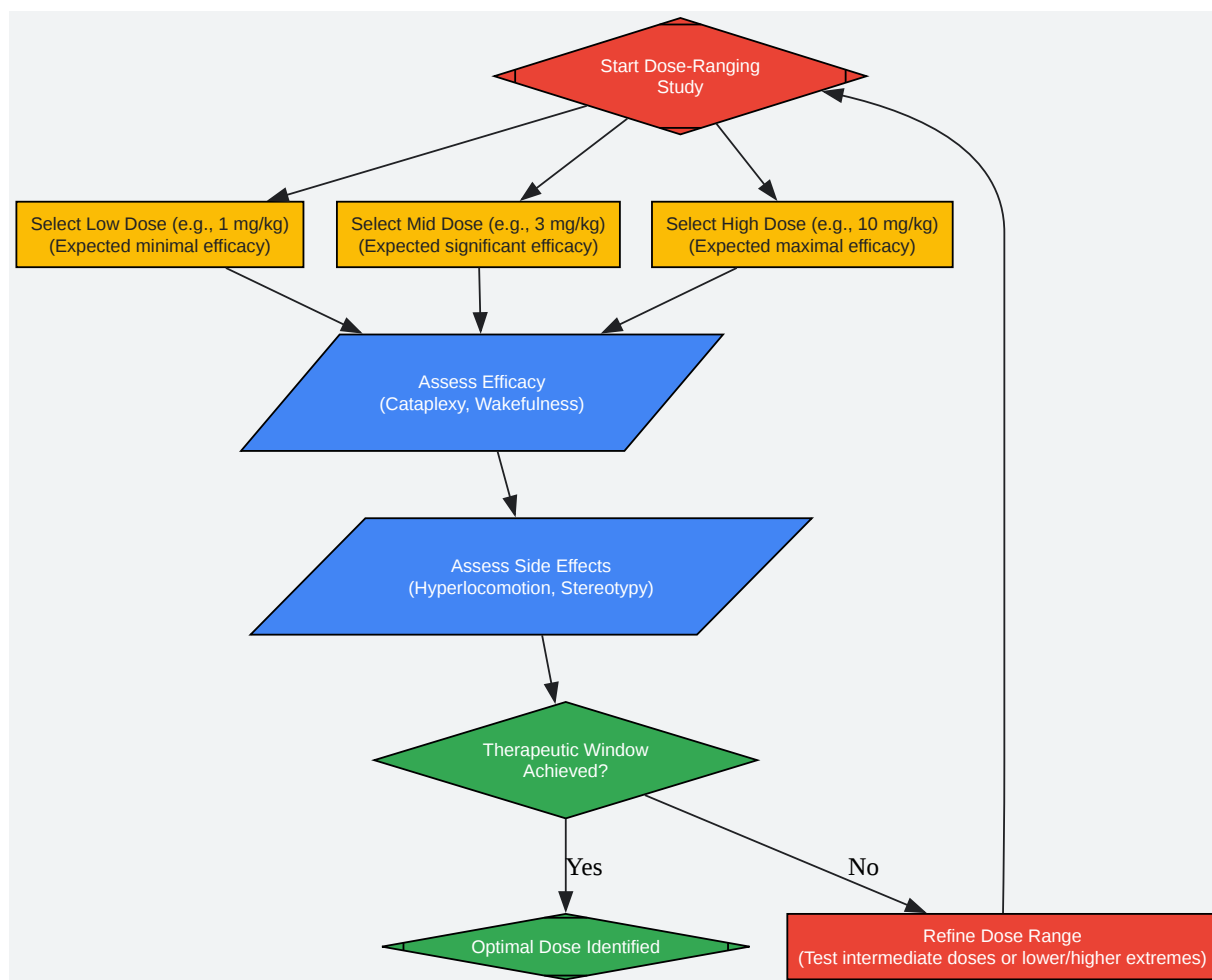 Start Dose-Ranging
Study
Select Low Dose (e.g., 1 mg/kg)
(Expected minimal efficacy)
Select Mid Dose (e.g., 3 mg/kg)
(Expected significant efficacy)
Select High Dose (e.g., 10 mg/kg)
(Expected maximal efficacy)
Assess Efficacy
(Cataplexy, Wakefulness)
Assess Side Effects
(Hyperlocomotion, Stereotypy)
Therapeutic Window
Achieved?
Yes
No
Optimal Dose Identified
Refine Dose Range
(Test intermediate doses or lower/higher extremes)